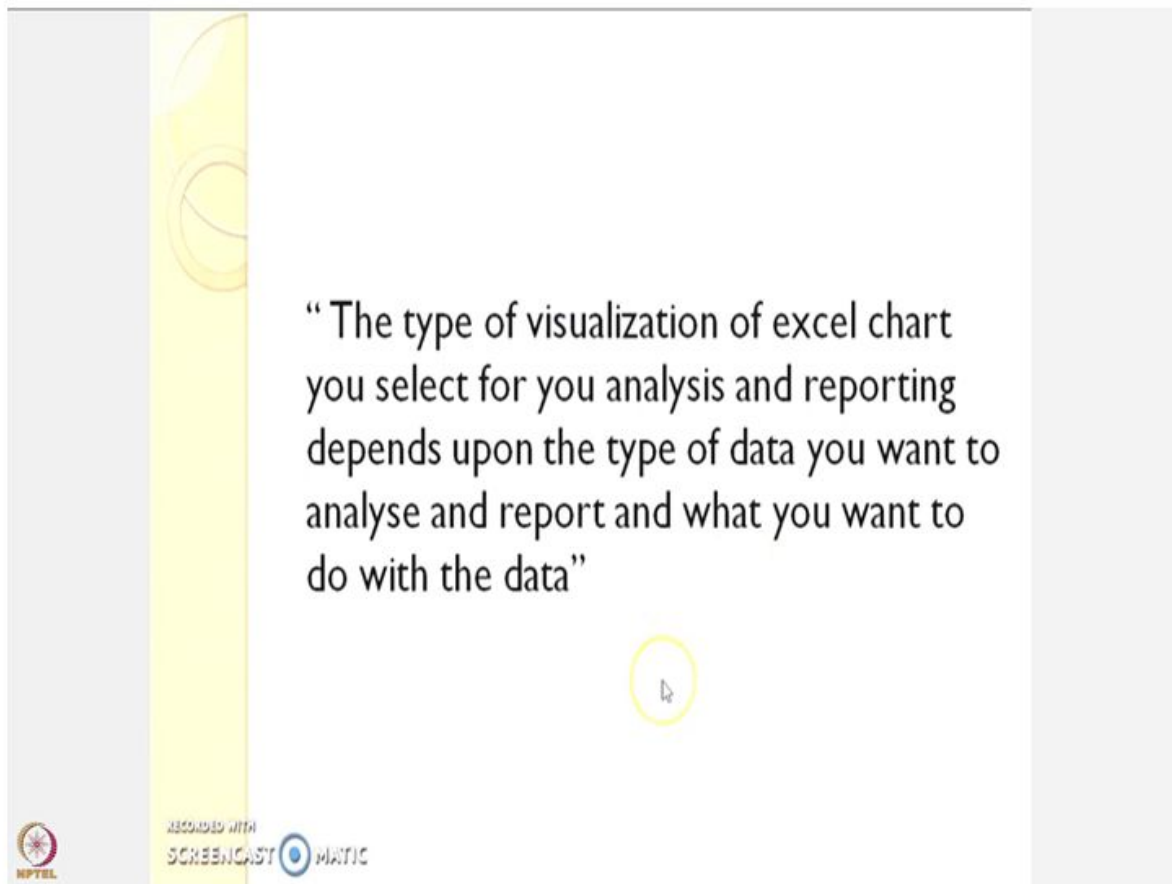 “ The type of visualization of excel chart
you select for you analysis and reporting
depends upon the type of data you want to
analyse and report and what you want to
do with the data”
RECORDED WITH
SCREENCAST MATIC
NPTEL